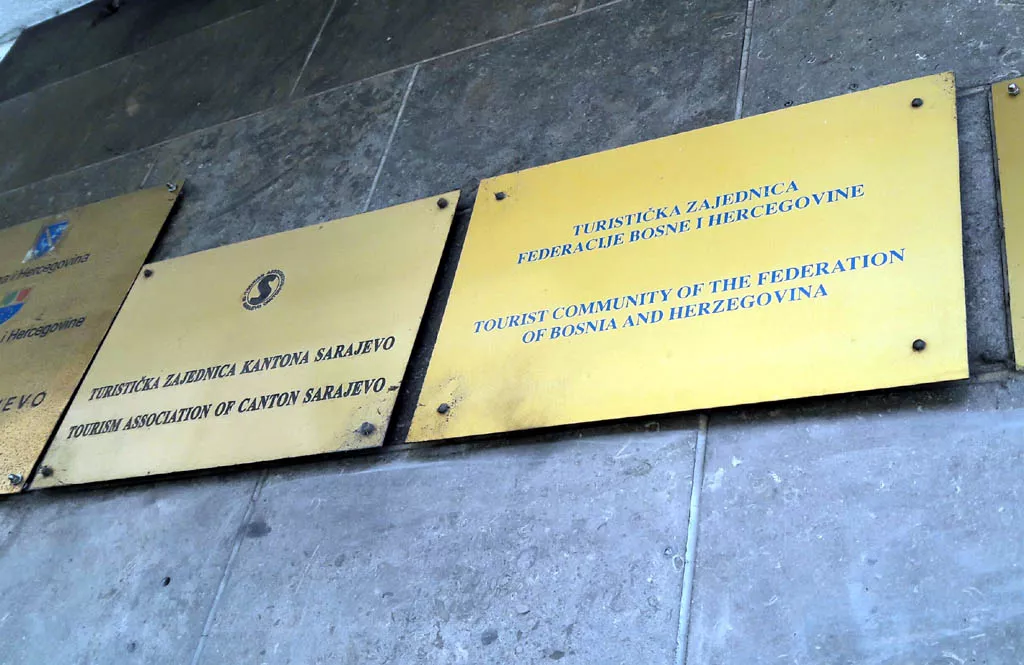 i Hercegovina
i Hercegovine
EVO
TURISTIČKA ZAJEDNICA KANTONA SARAJEVO
TOURISM ASSOCIATION OF CANTON SARAJEVO
TURISTIČKA ZAJEDNICA
FEDERACIJE BOSNE I HERCEGOVINE
TOURIST COMMUNITY OF THE FEDERATION
OF BOSNIA AND HERZEGOVINA